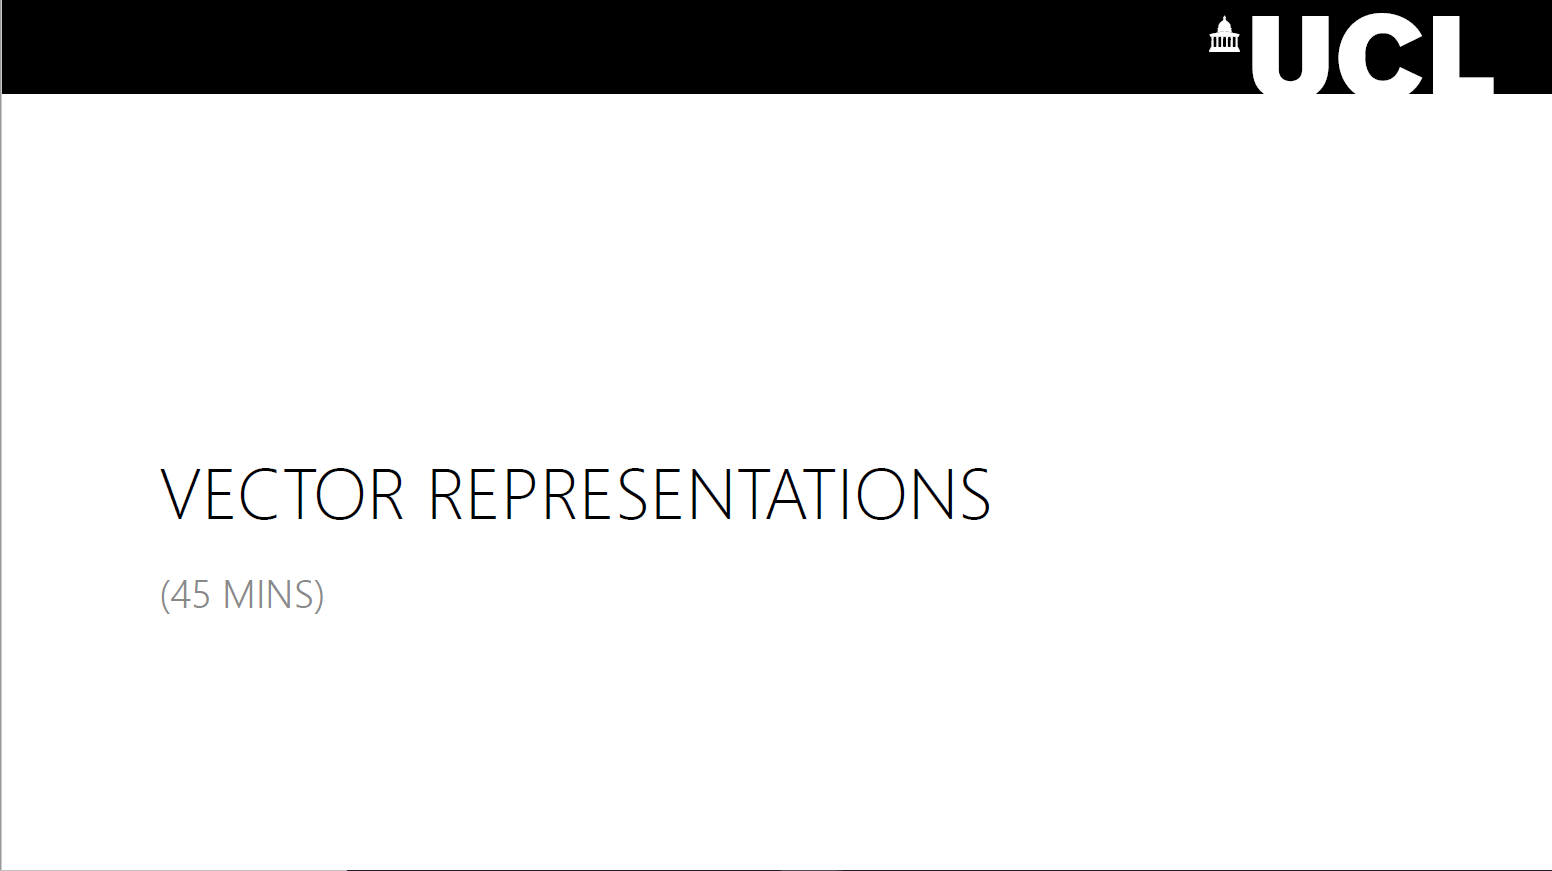 UCL
VECTOR REPRESENTATIONS
(45 MINS)